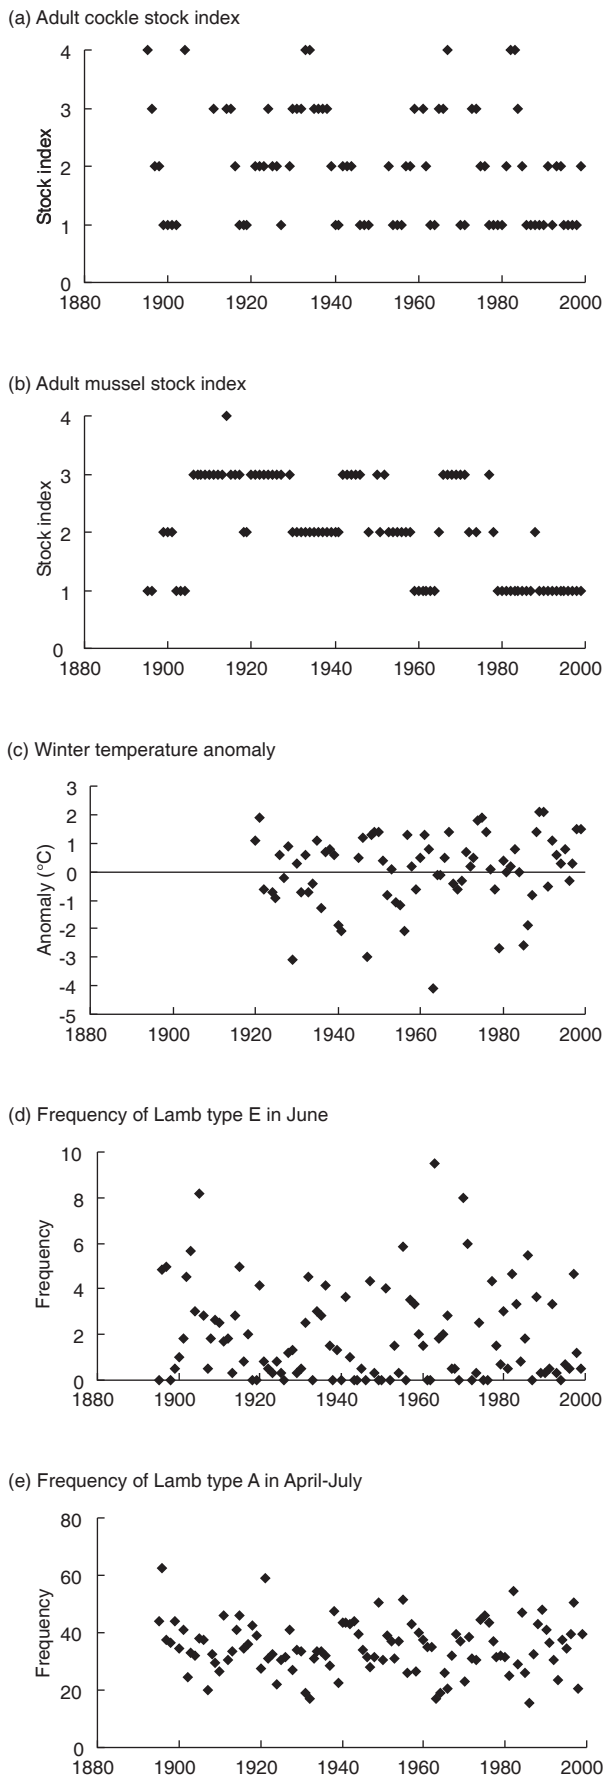 (a) Adult cockle stock index
4
3
2
1
0
Stock index
1880 1900 1920 1940 1960 1980 2000
(b) Adult mussel stock index
4
3
2
1
0
Stock index
1880 1900 1920 1940 1960 1980 2000
(c) Winter temperature anomaly
3
2
1
0
-1
-2
-3
-4
-5
Anomaly (°C)
1880 1900 1920 1940 1960 1980 2000
(d) Frequency of Lamb type E in June
10
8
6
4
2
0
Frequency
1880 1900 1920 1940 1960 1980 2000
(e) Frequency of Lamb type A in April-July
80
60
40
20
0
Frequency
1880 1900 1920 1940 1960 1980 2000